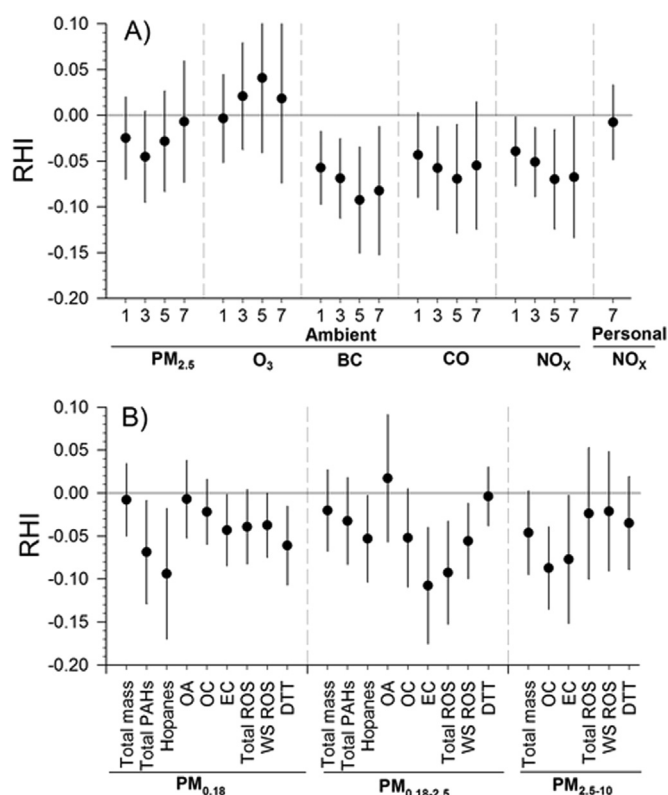 A)
RHI
0.10
0.05
0.00
-0.05
-0.10
-0.15
-0.20
1 3 5 7 1 3 5 7 1 3 5 7 1 3 5 7 1 3 5 7 7
Ambient Personal
PM2.5 O3 BC CO NOX NOX
B)
RHI
0.10
0.05
0.00
-0.05
-0.10
-0.15
-0.20
Total mass
Total PAHs
Hopanes
OA
OC
EC
Total ROS
WS ROS
DTT
Total mass
Total PAHs
Hopanes
OA
OC
EC
Total ROS
WS ROS
DTT
Total mass
OC
EC
Total ROS
WS ROS
DTT
PM0.18 PM0.18-2.5 PM2.5-10